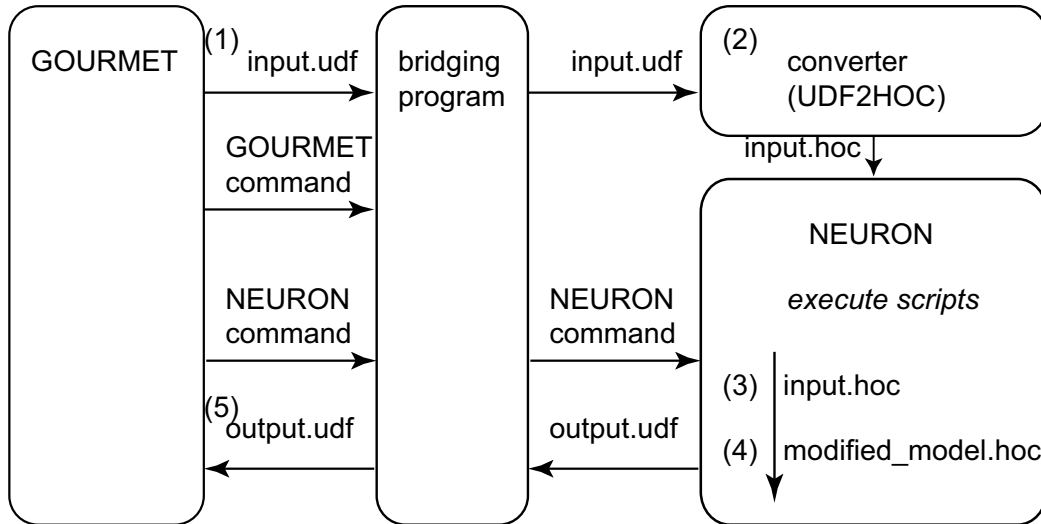 GOURMET
(1)
input.udf
GOURMET
command
NEURON
command
(5)
output.udf
bridging
program
input.udf
NEURON
command
output.udf
(2)
converter
(UDF2HOC)
input.hoc
NEURON
execute scripts
(3) input.hoc
(4) modified_model.hoc